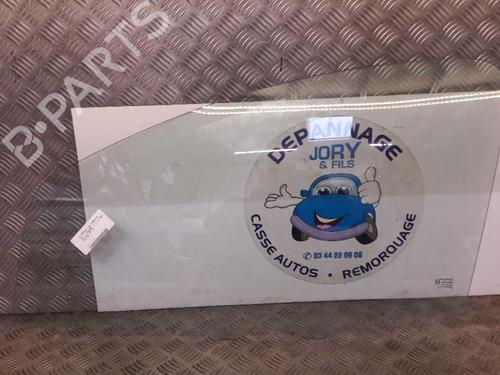 B-PARTS
DEPANNAGE
JORY
& FILS
✆ 03 44 22 06 06
CASSE AUTOS • REMORQUAGE